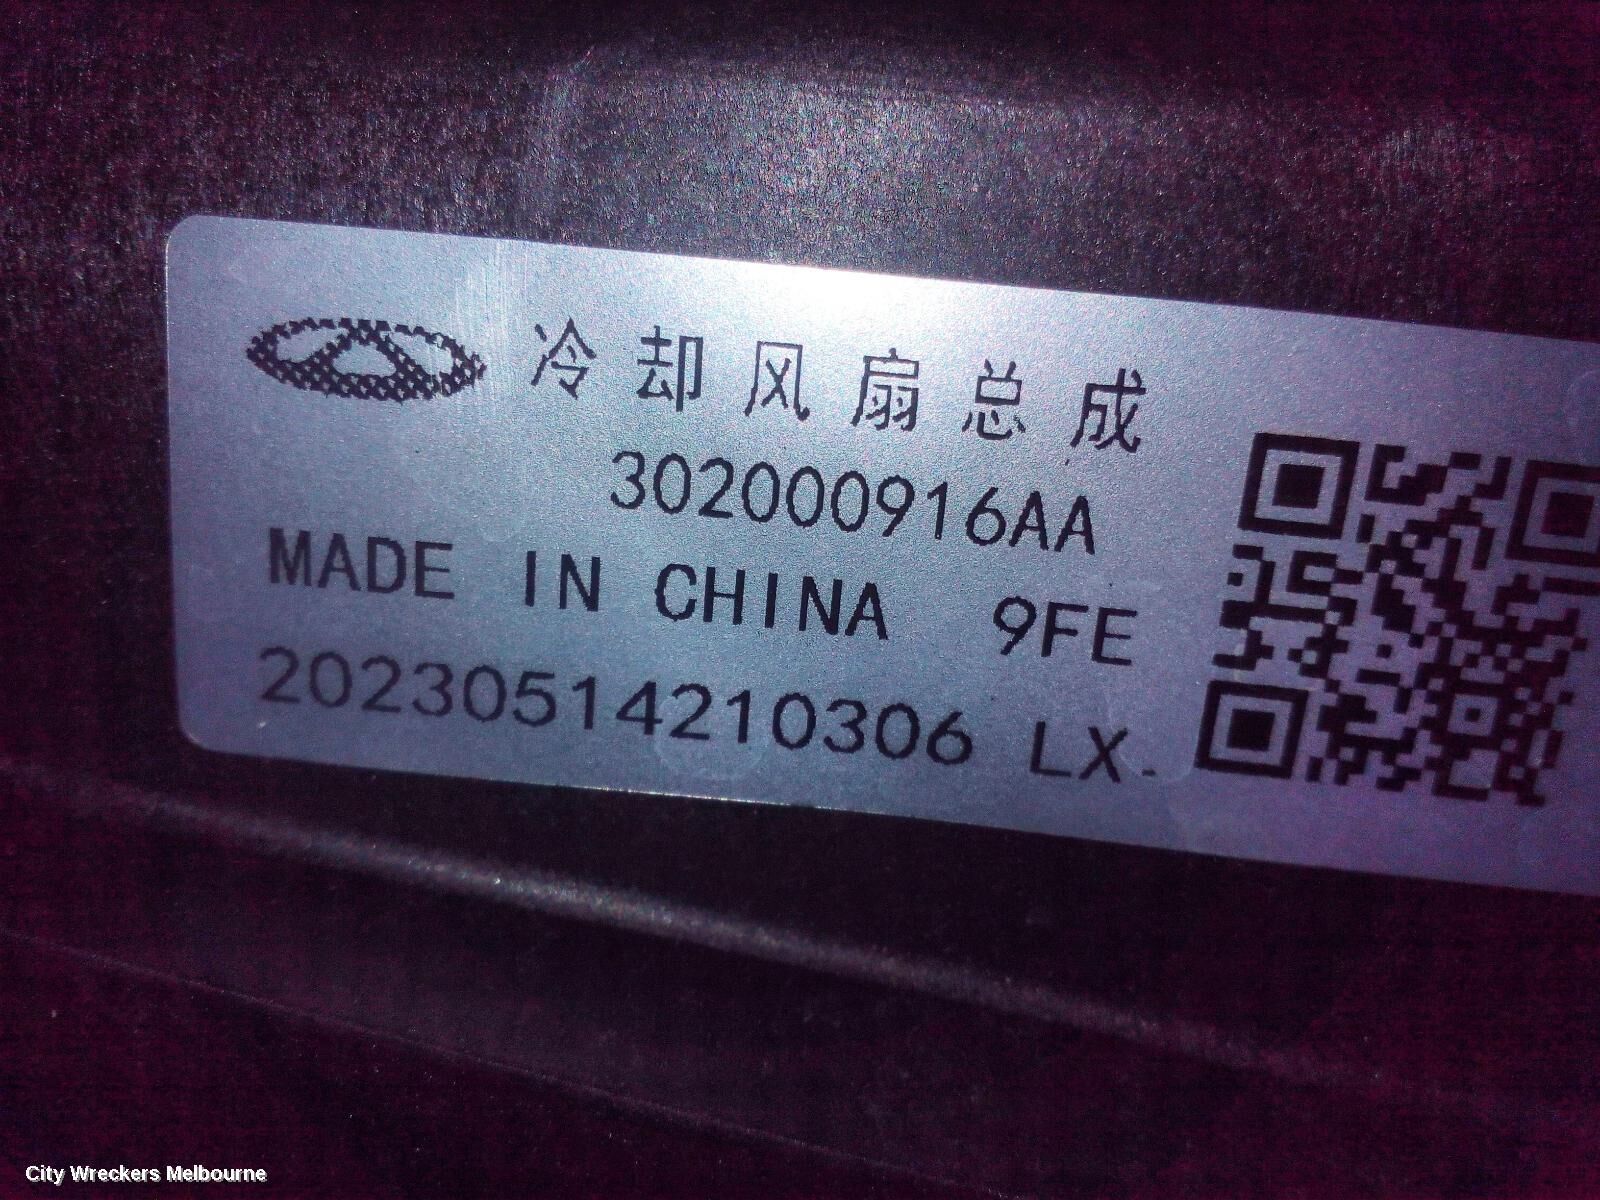 冷却风扇总成
302000916AA
MADE IN CHINA 9FE
20230514210306 LX.
City Wreckers Melbourne